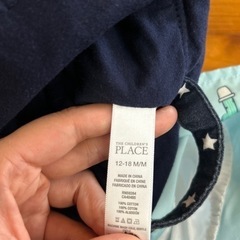 THE CHILDREN'S
PLACE
12-18 M/M
MADE IN CHINA
FABRIQUÉ EN CHINE
FABRICADO EN CHINA
100% COTTON
100% COTON
100% ALGODON